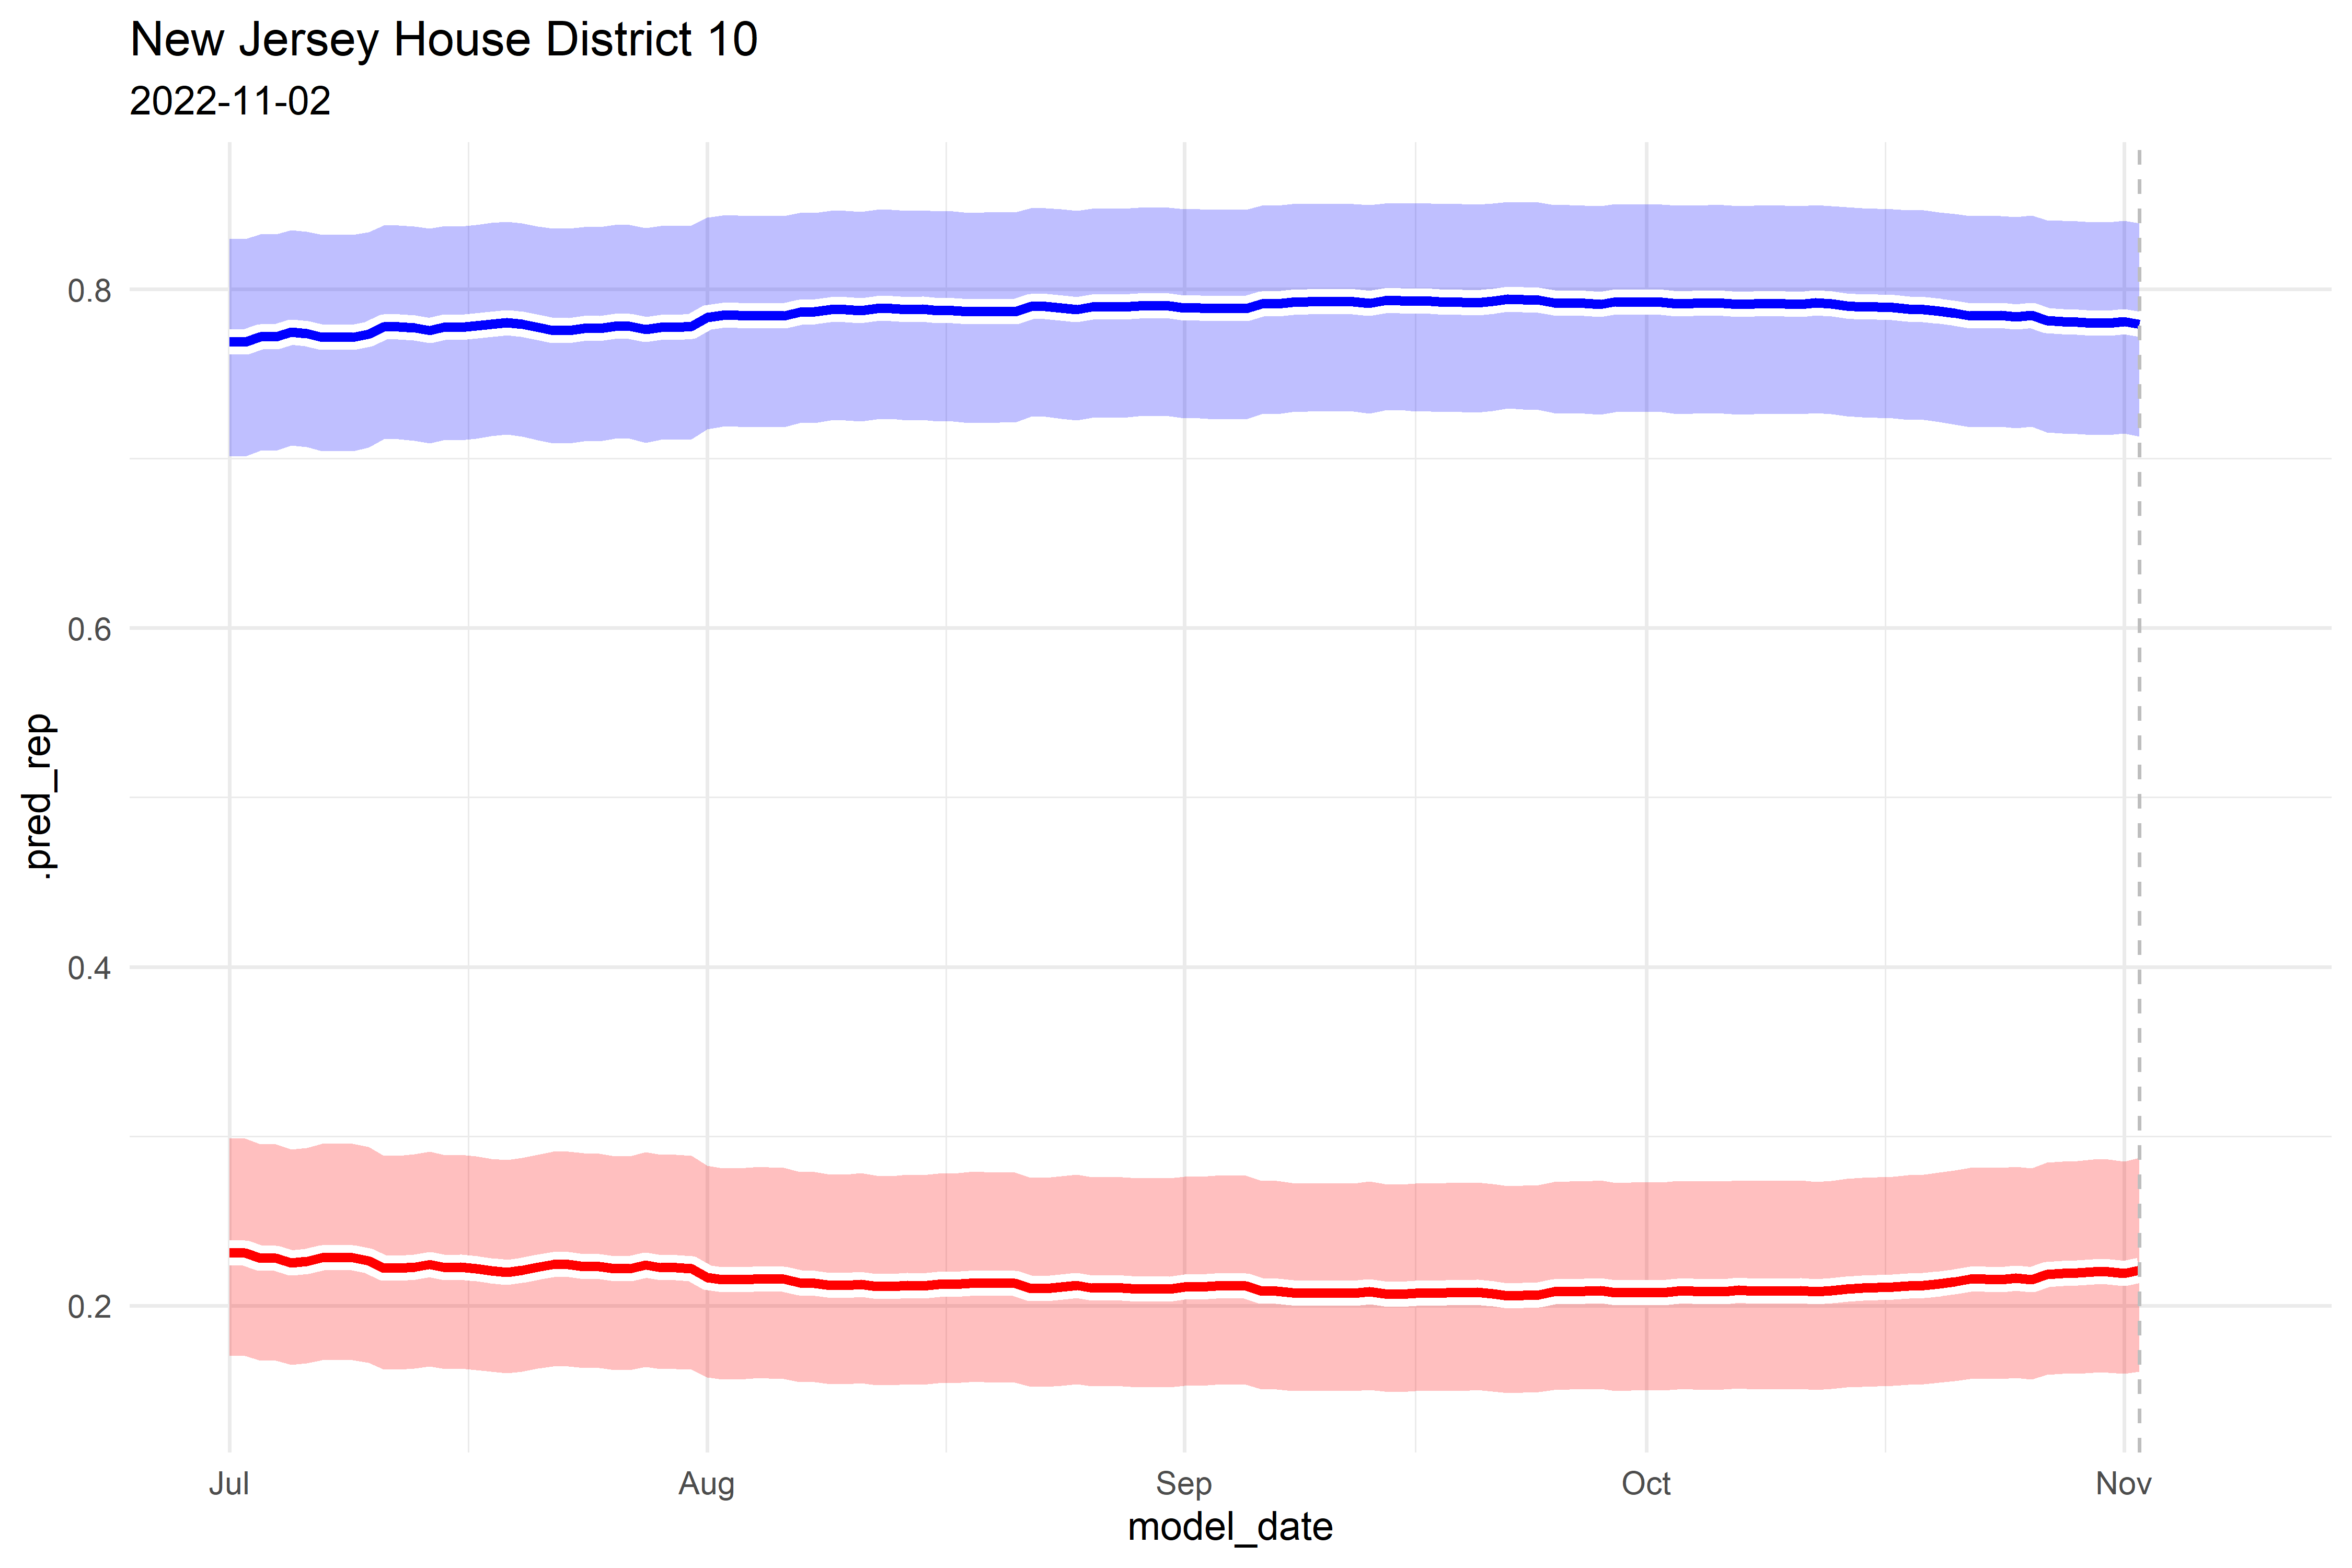 New Jersey House District 10
2022-11-02
.pred_rep
0.8
0.6
0.4
0.2
Jul Aug Sep Oct Nov
model_date